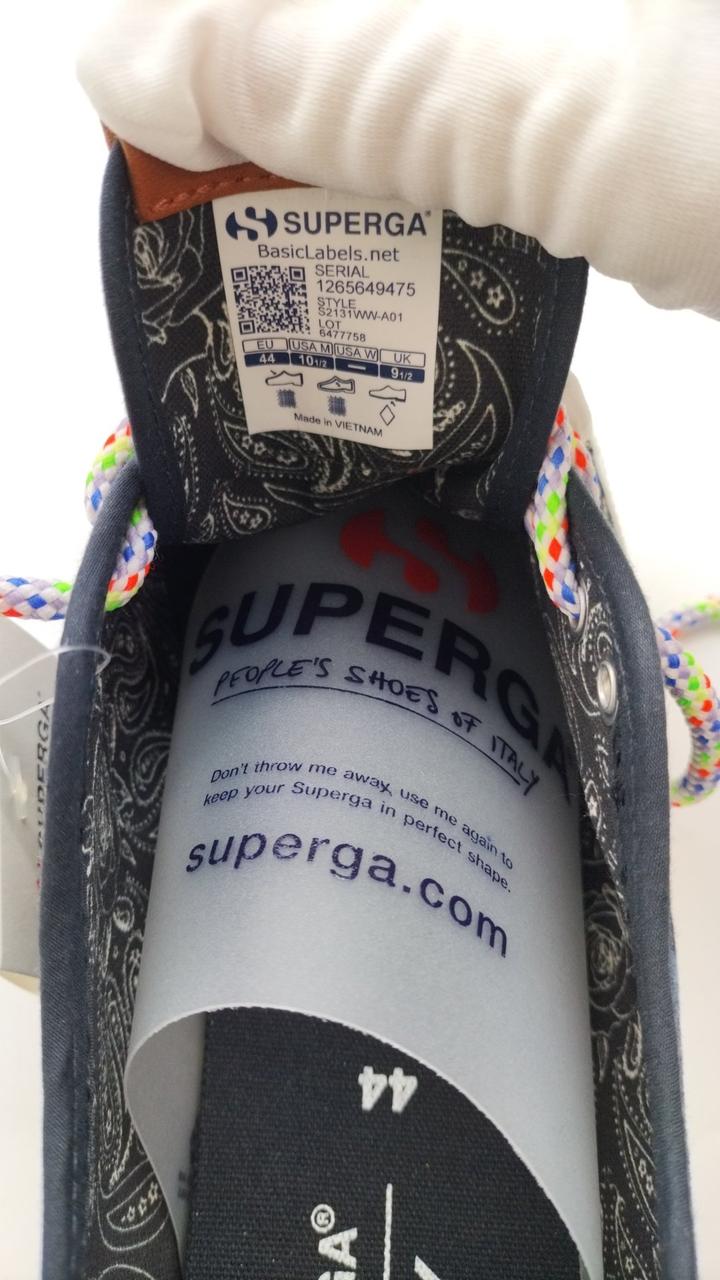 SUPERGA®
BasicLabels.net
SERIAL
1265649475
STYLE
S2131WW-A01
LOT
6477758
EU USA M USA W UK
44 10 1/2 — 9 1/2
Made in VIETNAM
SUPERGA
PEOPLE'S SHOES OF ITALY
Don't throw me away, use me again to
keep your Superga in perfect shape.
superga.com
SUPERGA
44
GA®